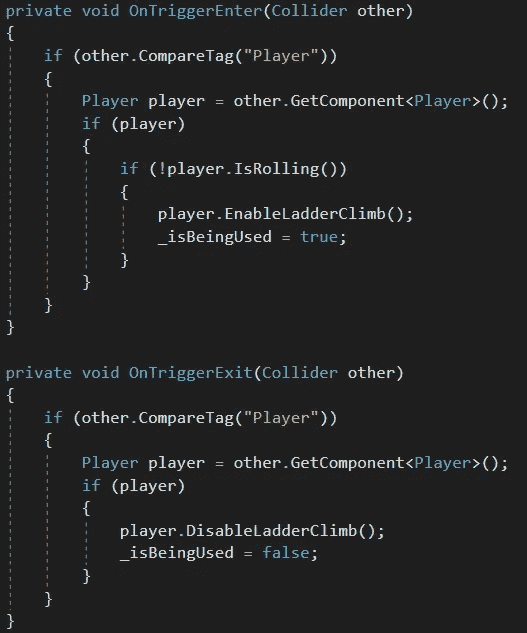 private void OnTriggerEnter(Collider other)
{
    if (other.CompareTag("Player"))
    {
        Player player = other.GetComponent<Player>();
        if (player)
        {
            if (!player.IsRolling())
            {
                player.EnableLadderClimb();
                _isBeingUsed = true;
            }
        }
    }
}

private void OnTriggerExit(Collider other)
{
    if (other.CompareTag("Player"))
    {
        Player player = other.GetComponent<Player>();
        if (player)
        {
            player.DisableLadderClimb();
            _isBeingUsed = false;
        }
    }
}